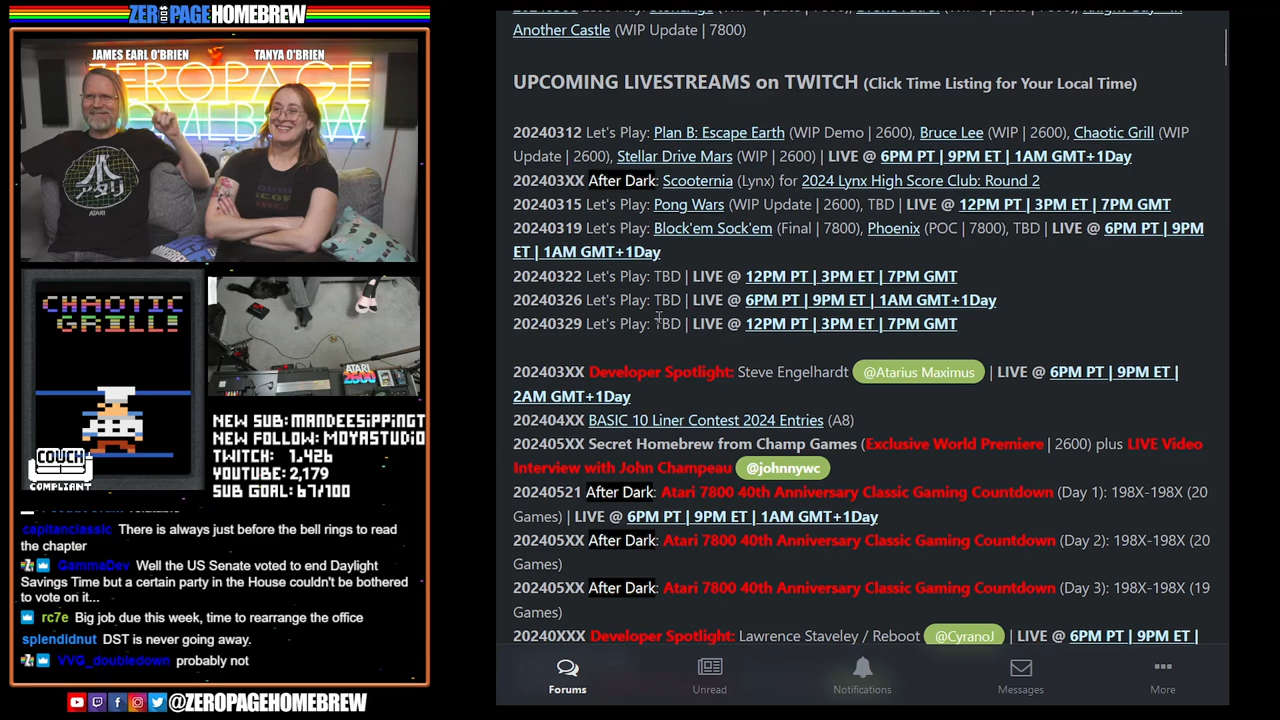 ZEROPAGEHOMEBREW
JAMES EARL O'BRIEN
TANYA O'BRIEN
ZEROPAGE
HOMEBREW
ATARI
CHAOTIC
GRILL!
COUCH
COMPLIANT
ATARI
2600
NEW SUB:MANDEESIPPINGT
NEW FOLLOW:MOYASTUDIO
TWITCH: 1,426
YOUTUBE: 2,179
SUB GOAL: 67/100
capitanclassic There is always just before the bell rings to read
the chapter
GammaDev Well the US Senate voted to end Daylight
Savings Time but a certain party in the House couldn't be bothered
to vote on it...
rc7e Big job due this week, time to rearrange the office
splendidnut DST is never going away.
VVG_doubledown probably not
@ZEROPAGEHOMEBREW
Another Castle (WIP Update | 7800)
UPCOMING LIVESTREAMS on TWITCH (Click Time Listing for Your Local Time)
20240312 Let's Play: Plan B: Escape Earth (WIP Demo | 2600), Bruce Lee (WIP | 2600), Chaotic Grill (WIP
Update | 2600), Stellar Drive Mars (WIP | 2600) | LIVE @ 6PM PT | 9PM ET | 1AM GMT+1Day
202403XX After Dark: Scooternia (Lynx) for 2024 Lynx High Score Club: Round 2
20240315 Let's Play: Pong Wars (WIP Update | 2600), TBD | LIVE @ 12PM PT | 3PM ET | 7PM GMT
20240319 Let's Play: Block'em Sock'em (Final | 7800), Phoenix (POC | 7800), TBD | LIVE @ 6PM PT | 9PM
ET | 1AM GMT+1Day
20240322 Let's Play: TBD | LIVE @ 12PM PT | 3PM ET | 7PM GMT
20240326 Let's Play: TBD | LIVE @ 6PM PT | 9PM ET | 1AM GMT+1Day
20240329 Let's Play: TBD | LIVE @ 12PM PT | 3PM ET | 7PM GMT
202403XX Developer Spotlight: Steve Engelhardt @Atarius Maximus | LIVE @ 6PM PT | 9PM ET |
2AM GMT+1Day
202404XX BASIC 10 Liner Contest 2024 Entries (A8)
202405XX Secret Homebrew from Champ Games (Exclusive World Premiere | 2600) plus LIVE Video
Interview with John Champeau @johnnywc
20240521 After Dark: Atari 7800 40th Anniversary Classic Gaming Countdown (Day 1): 198X-198X (20
Games) | LIVE @ 6PM PT | 9PM ET | 1AM GMT+1Day
202405XX After Dark: Atari 7800 40th Anniversary Classic Gaming Countdown (Day 2): 198X-198X (20
Games)
202405XX After Dark: Atari 7800 40th Anniversary Classic Gaming Countdown (Day 3): 198X-198X (19
Games)
20240XXX Developer Spotlight: Lawrence Staveley / Reboot @CyranoJ | LIVE @ 6PM PT | 9PM ET |
Forums
Unread
Notifications
Messages
More